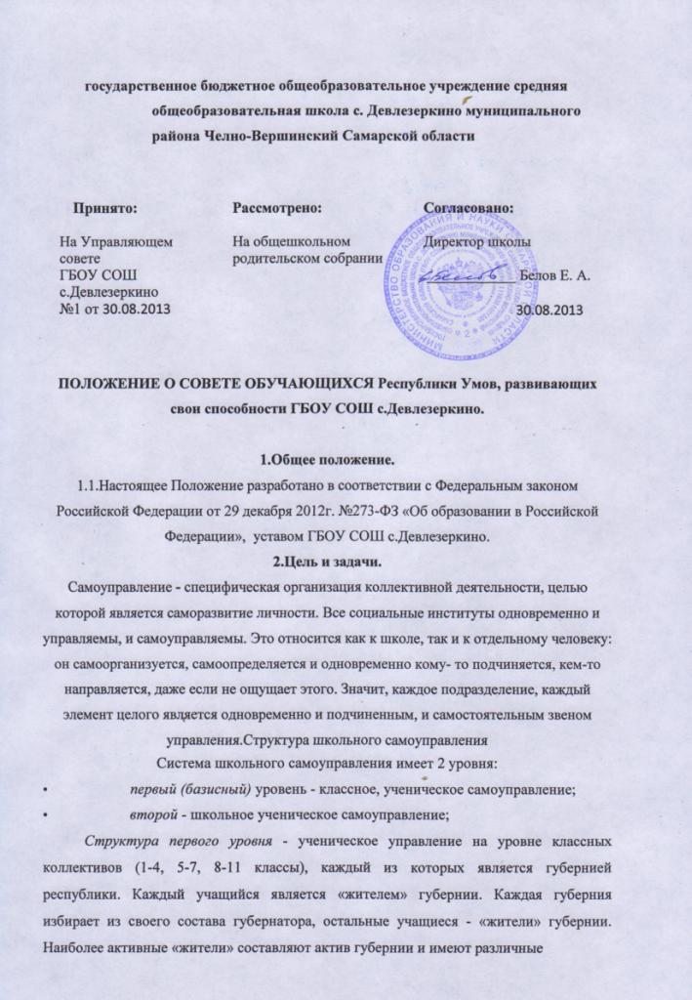 государственное бюджетное общеобразовательное учреждение средняя
общеобразовательная школа с. Девлезеркино муниципального
района Челно-Вершинский Самарской области
Принято:
На Управляющем
совете
ГБОУ СОШ
с.Девлезеркино
№1 от 30.08.2013
Рассмотрено:
На общешкольном
родительском собрании
Согласовано:
Директор школы
Белов Е. А.
30.08.2013
МИНИСТЕРСТВО ОБРАЗОВАНИЯ И НАУКИ САМАРСКОЙ ОБЛАСТИ
ПОЛОЖЕНИЕ О СОВЕТЕ ОБУЧАЮЩИХСЯ Республики Умов, развивающих
свои способности ГБОУ СОШ с.Девлезеркино.
1.Общее положение.
1.1.Настоящее Положение разработано в соответствии с Федеральным законом
Российской Федерации от 29 декабря 2012г. №273-ФЗ «Об образовании в Российской
Федерации», уставом ГБОУ СОШ с.Девлезеркино.
2.Цель и задачи.
Самоуправление - специфическая организация коллективной деятельности, целью
которой является саморазвитие личности. Все социальные институты одновременно и
управляемы, и самоуправляемы. Это относится как к школе, так и к отдельному человеку:
он самоорганизуется, самоопределяется и одновременно кому- то подчиняется, кем-то
направляется, даже если не ощущает этого. Значит, каждое подразделение, каждый
элемент целого является одновременно и подчиненным, и самостоятельным звеном
управления.Структура школьного самоуправления
Система школьного самоуправления имеет 2 уровня:
• первый (базисный) уровень - классное, ученическое самоуправление;
• второй - школьное ученическое самоуправление;
Структура первого уровня - ученическое управление на уровне классных
коллективов (1-4, 5-7, 8-11 классы), каждый из которых является губернией
республики. Каждый учащийся является «жителем» губернии. Каждая губерния
избирает из своего состава губернатора, остальные учащиеся - «жители» губернии.
Наиболее активные «жители» составляют актив губернии и имеют различные